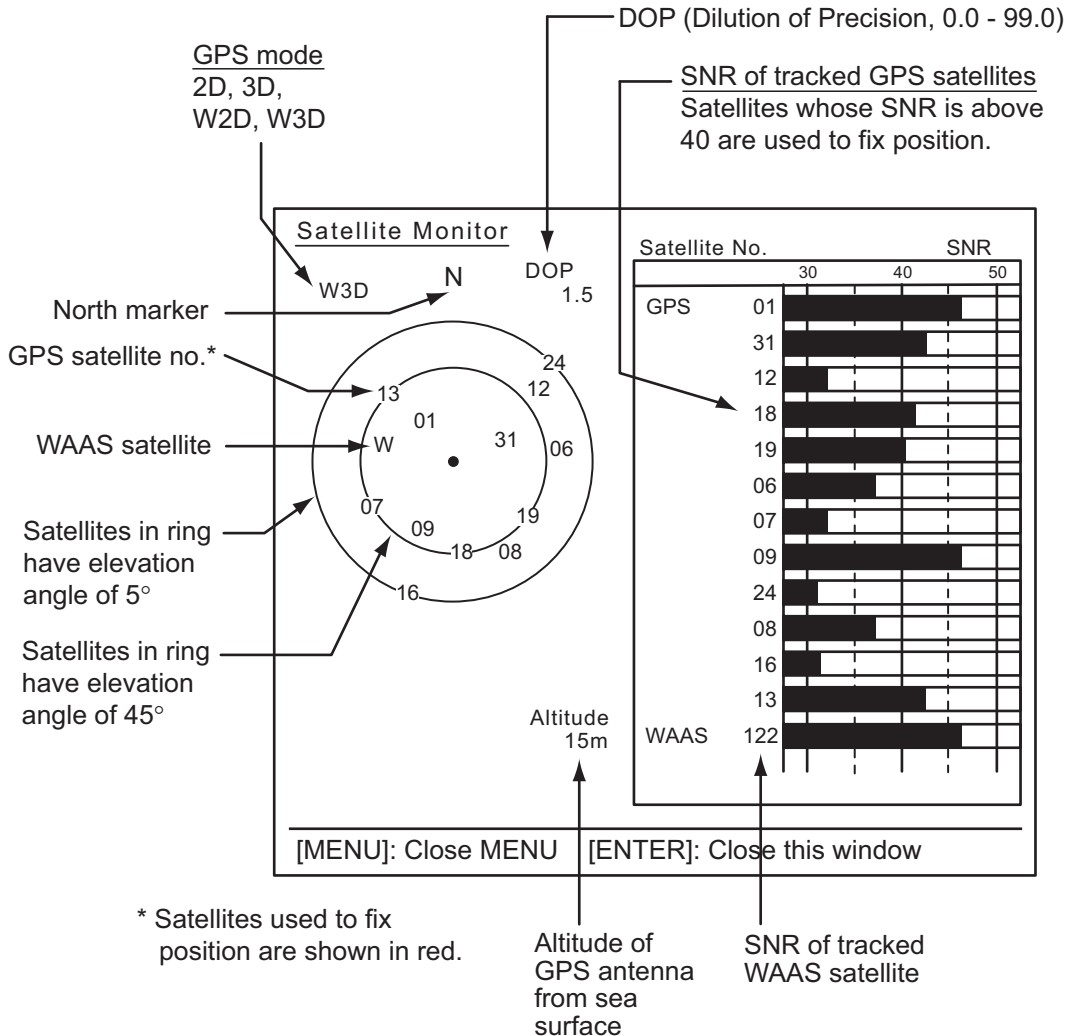 DOP (Dilution of Precision, 0.0 - 99.0)
GPS mode
2D, 3D,
W2D, W3D
SNR of tracked GPS satellites
Satellites whose SNR is above
40 are used to fix position.
North marker
GPS satellite no.*
WAAS satellite
Satellites in ring
have elevation
angle of 5°
Satellites in ring
have elevation
angle of 45°
Satellite Monitor
W3D
N
DOP
1.5
24
13
12
01
W
31
06
07
09
19
18
08
16
Altitude
15m
Satellite No. SNR
30 40 50
GPS 01
31
12
18
19
06
07
09
24
08
16
13
WAAS 122
[MENU]: Close MENU [ENTER]: Close this window
* Satellites used to fix
position are shown in red.
Altitude of
GPS antenna
from sea
surface
SNR of tracked
WAAS satellite